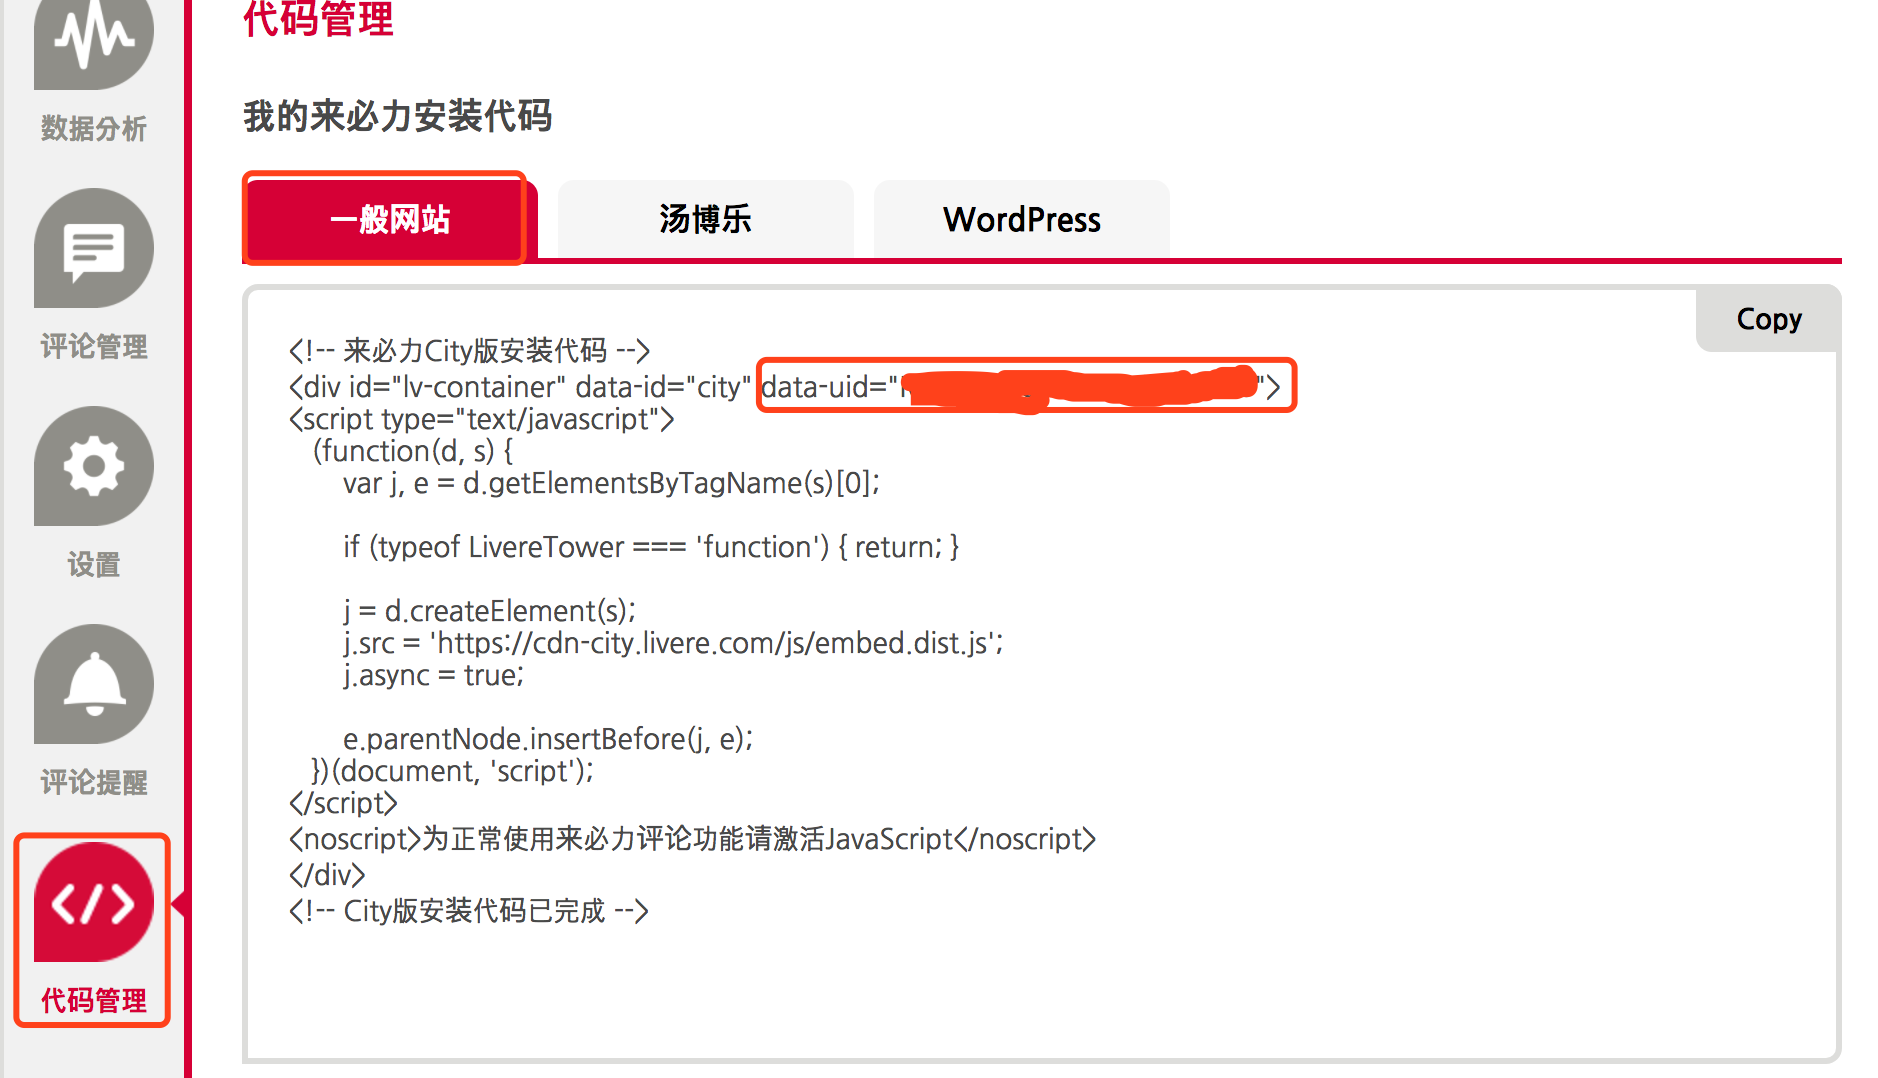 代码管理
数据分析
评论管理
设置
评论提醒
代码管理
我的来必力安装代码
一般网站
汤博乐
WordPress
Copy
<!-- 来必力City版安装代码 -->
<div id="lv-container" data-id="city" data-uid=" ">
<script type="text/javascript">
(function(d, s) {
var j, e = d.getElementsByTagName(s)[0];
if (typeof LivereTower === 'function') { return; }
j = d.createElement(s);
j.src = 'https://cdn-city.livere.com/js/embed.dist.js';
j.async = true;
e.parentNode.insertBefore(j, e);
})(document, 'script');
</script>
<noscript>为正常使用来必力评论功能请激活JavaScript</noscript>
</div>
<!-- City版安装代码已完成 -->